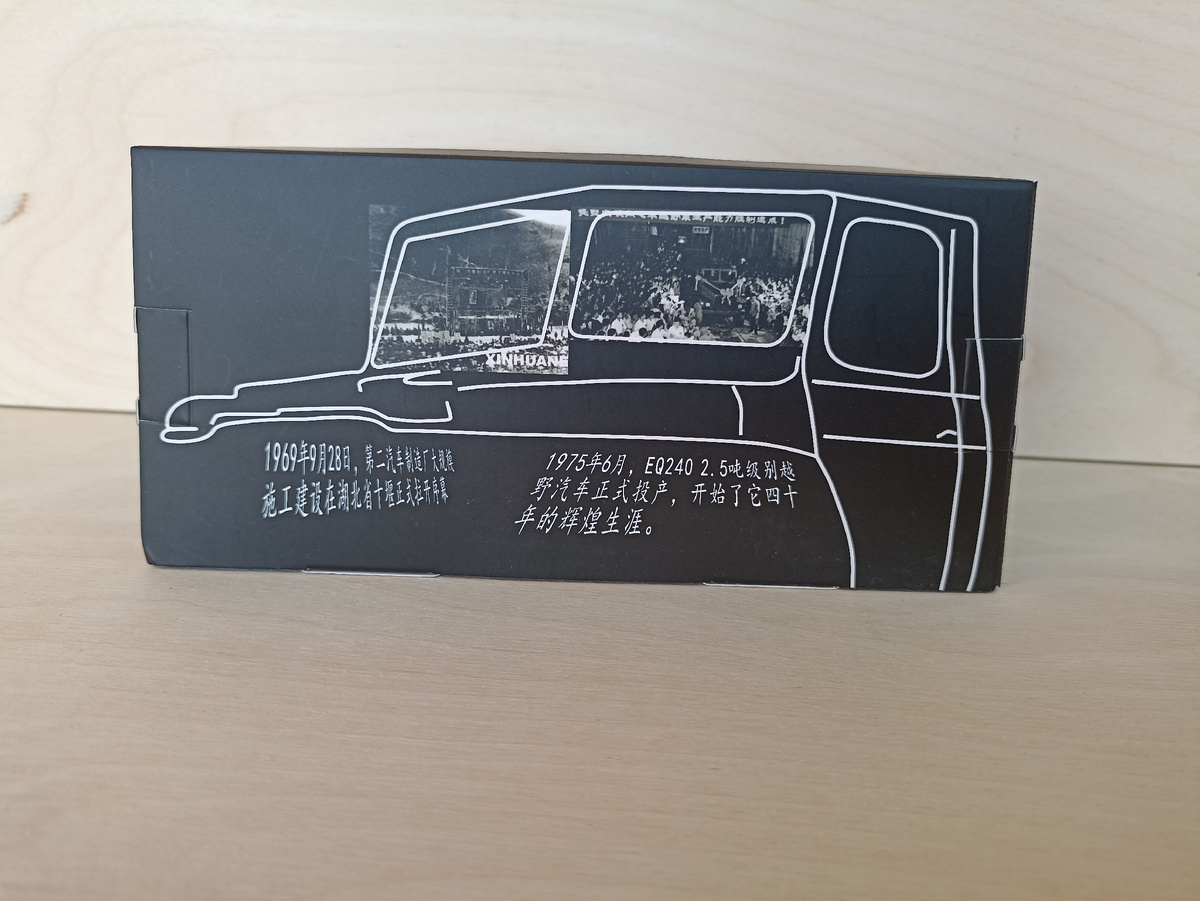 XINHUANE
1969年9月28日，第二汽车制造厂大规模
施工建设在湖北省十堰正式拉开序幕
1975年6月，EQ240 2.5吨级别越
野汽车正式投产，开始了它四十
年的辉煌生涯。